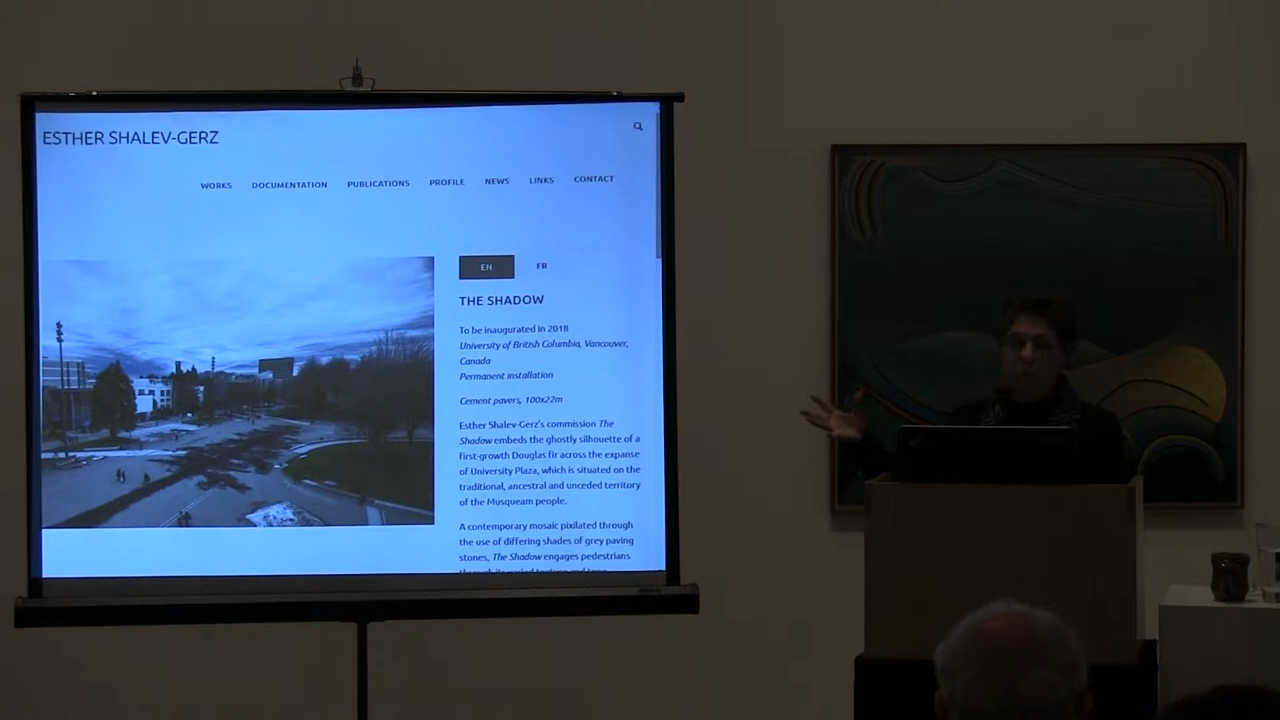 ESTHER SHALEV-GERZ
WORKS DOCUMENTATION PUBLICATIONS PROFILE NEWS LINKS CONTACT
EN FR
THE SHADOW
To be inaugurated in 2018
University of British Columbia, Vancouver,
Canada
Permanent installation
Cement pavers, 100x22m
Esther Shalev-Gerz's commission The
Shadow embeds the ghostly silhouette of a
first-growth Douglas fir across the expanse
of University Plaza, which is situated on the
traditional, ancestral and unceded territory
of the Musqueam people.
A contemporary mosaic pixilated through
the use of differing shades of grey paving
stones, The Shadow engages pedestrians